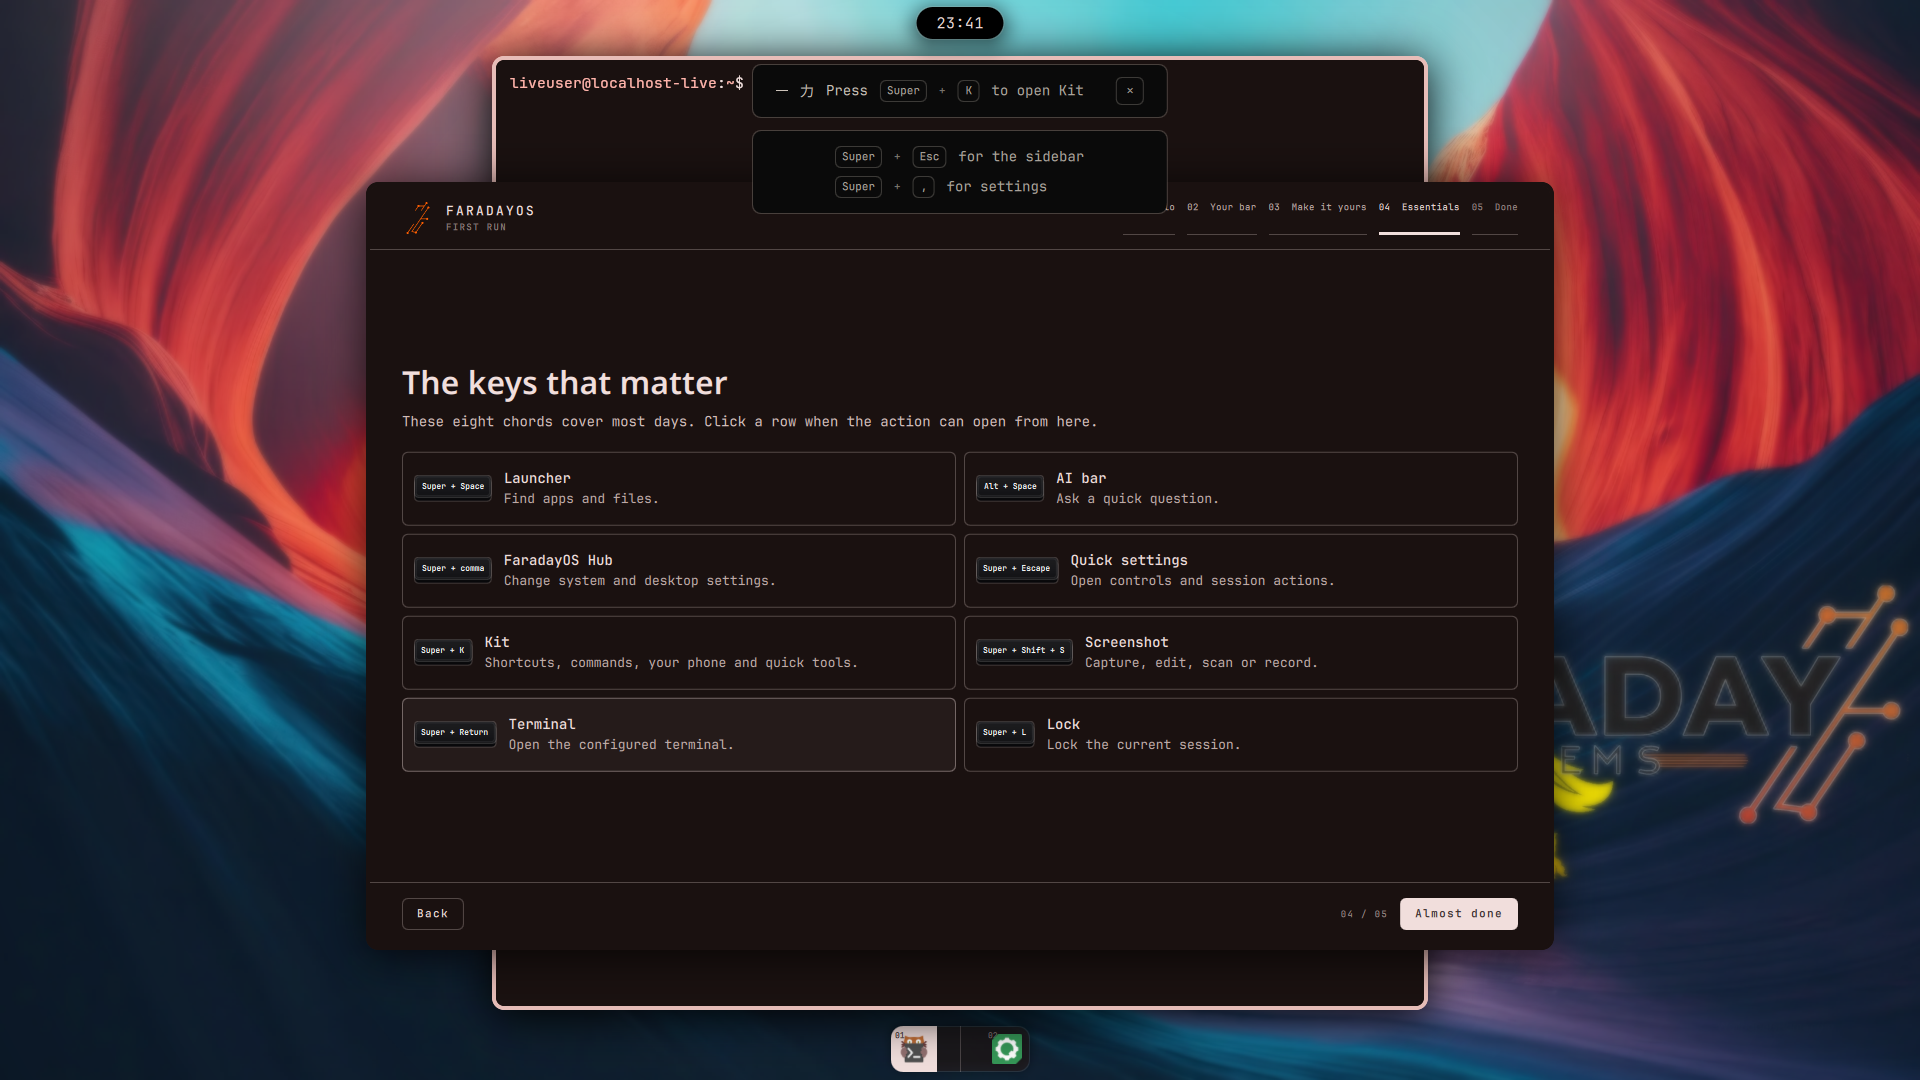 23:41
liveuser@localhost-live:~$
一 力 Press Super + K to open Kit ×
Super + Esc for the sidebar
Super + , for settings
FARADAYOS
FIRST RUN
02 Your bar 03 Make it yours 04 Essentials 05 Done
The keys that matter
These eight chords cover most days. Click a row when the action can open from here.
Super + Space Launcher
Find apps and files.
Alt + Space AI bar
Ask a quick question.
Super + comma FaradayOS Hub
Change system and desktop settings.
Super + Escape Quick settings
Open controls and session actions.
Super + K Kit
Shortcuts, commands, your phone and quick tools.
Super + Shift + S Screenshot
Capture, edit, scan or record.
Super + Return Terminal
Open the configured terminal.
Super + L Lock
Lock the current session.
ADAY
EMS
Back
04 / 05
Almost done
01